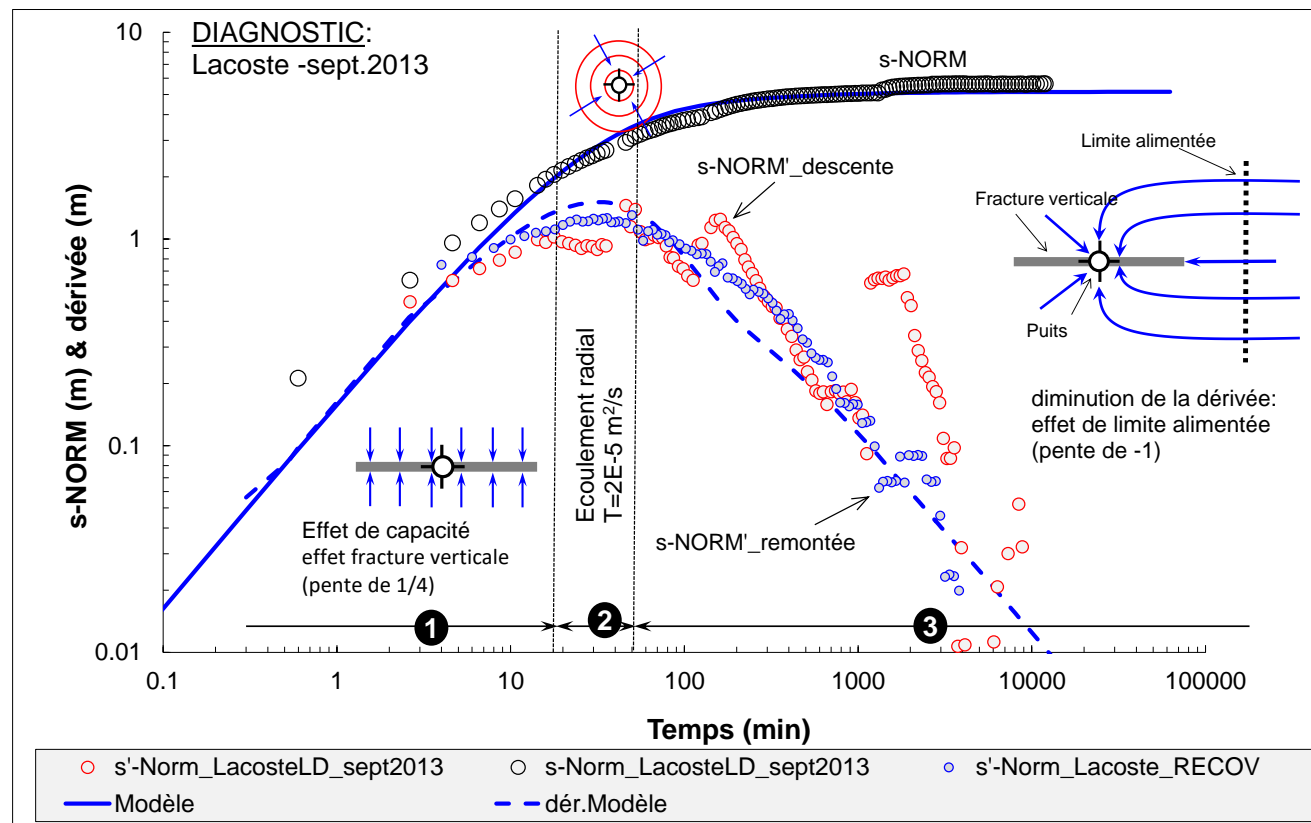 DIAGNOSTIC:
Lacoste -sept.2013
s-NORM
s-NORM'_descente
Limite alimentée
Fracture verticale
Puits
diminution de la dérivée:
effet de limite alimentée
(pente de -1)
Ecoulement radial
T=2E-5 m²/s
Effet de capacité
effet fracture verticale
(pente de 1/4)
s-NORM'_remontée
1
2
3
s-NORM (m) & dérivée (m)
10
1
0.1
0.01
0.1
1
10
100
1000
10000
100000
Temps (min)
s'-Norm_LacosteLD_sept2013
s-Norm_LacosteLD_sept2013
s'-Norm_Lacoste_RECOV
Modèle
dér.Modèle